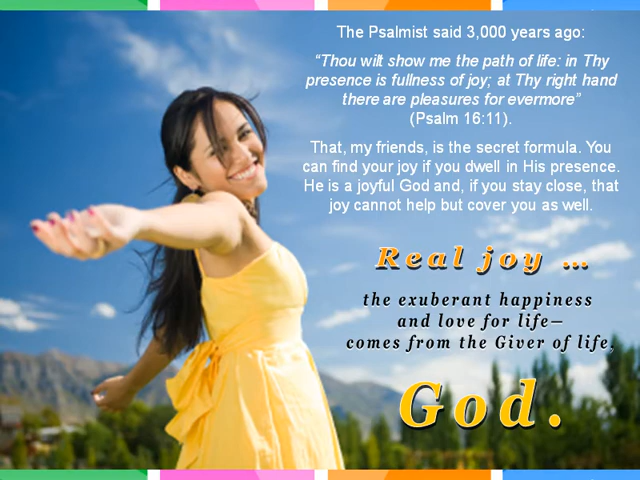 The Psalmist said 3,000 years ago:
“Thou wilt show me the path of life: in Thy
presence is fullness of joy; at Thy right hand
there are pleasures for evermore”
(Psalm 16:11).
That, my friends, is the secret formula. You
can find your joy if you dwell in His presence.
He is a joyful God and, if you stay close, that
joy cannot help but cover you as well.
Real joy ...
the exuberant happiness
and love for life—
comes from the Giver of life,
God.